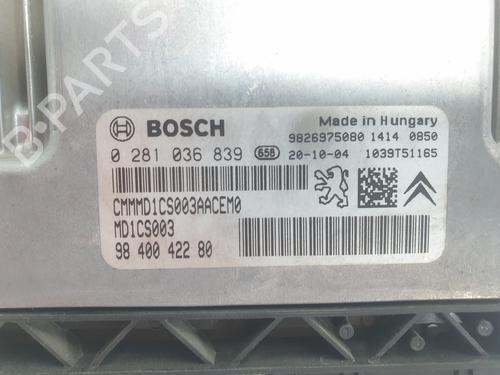 B-PARTS
BOSCH
Made in Hungary
9826975080 1414 0850
0 281 036 839 658 20-10-04 1039T51165
CMMMD1CS003AACEM0
MD1CS003
98 400 422 80